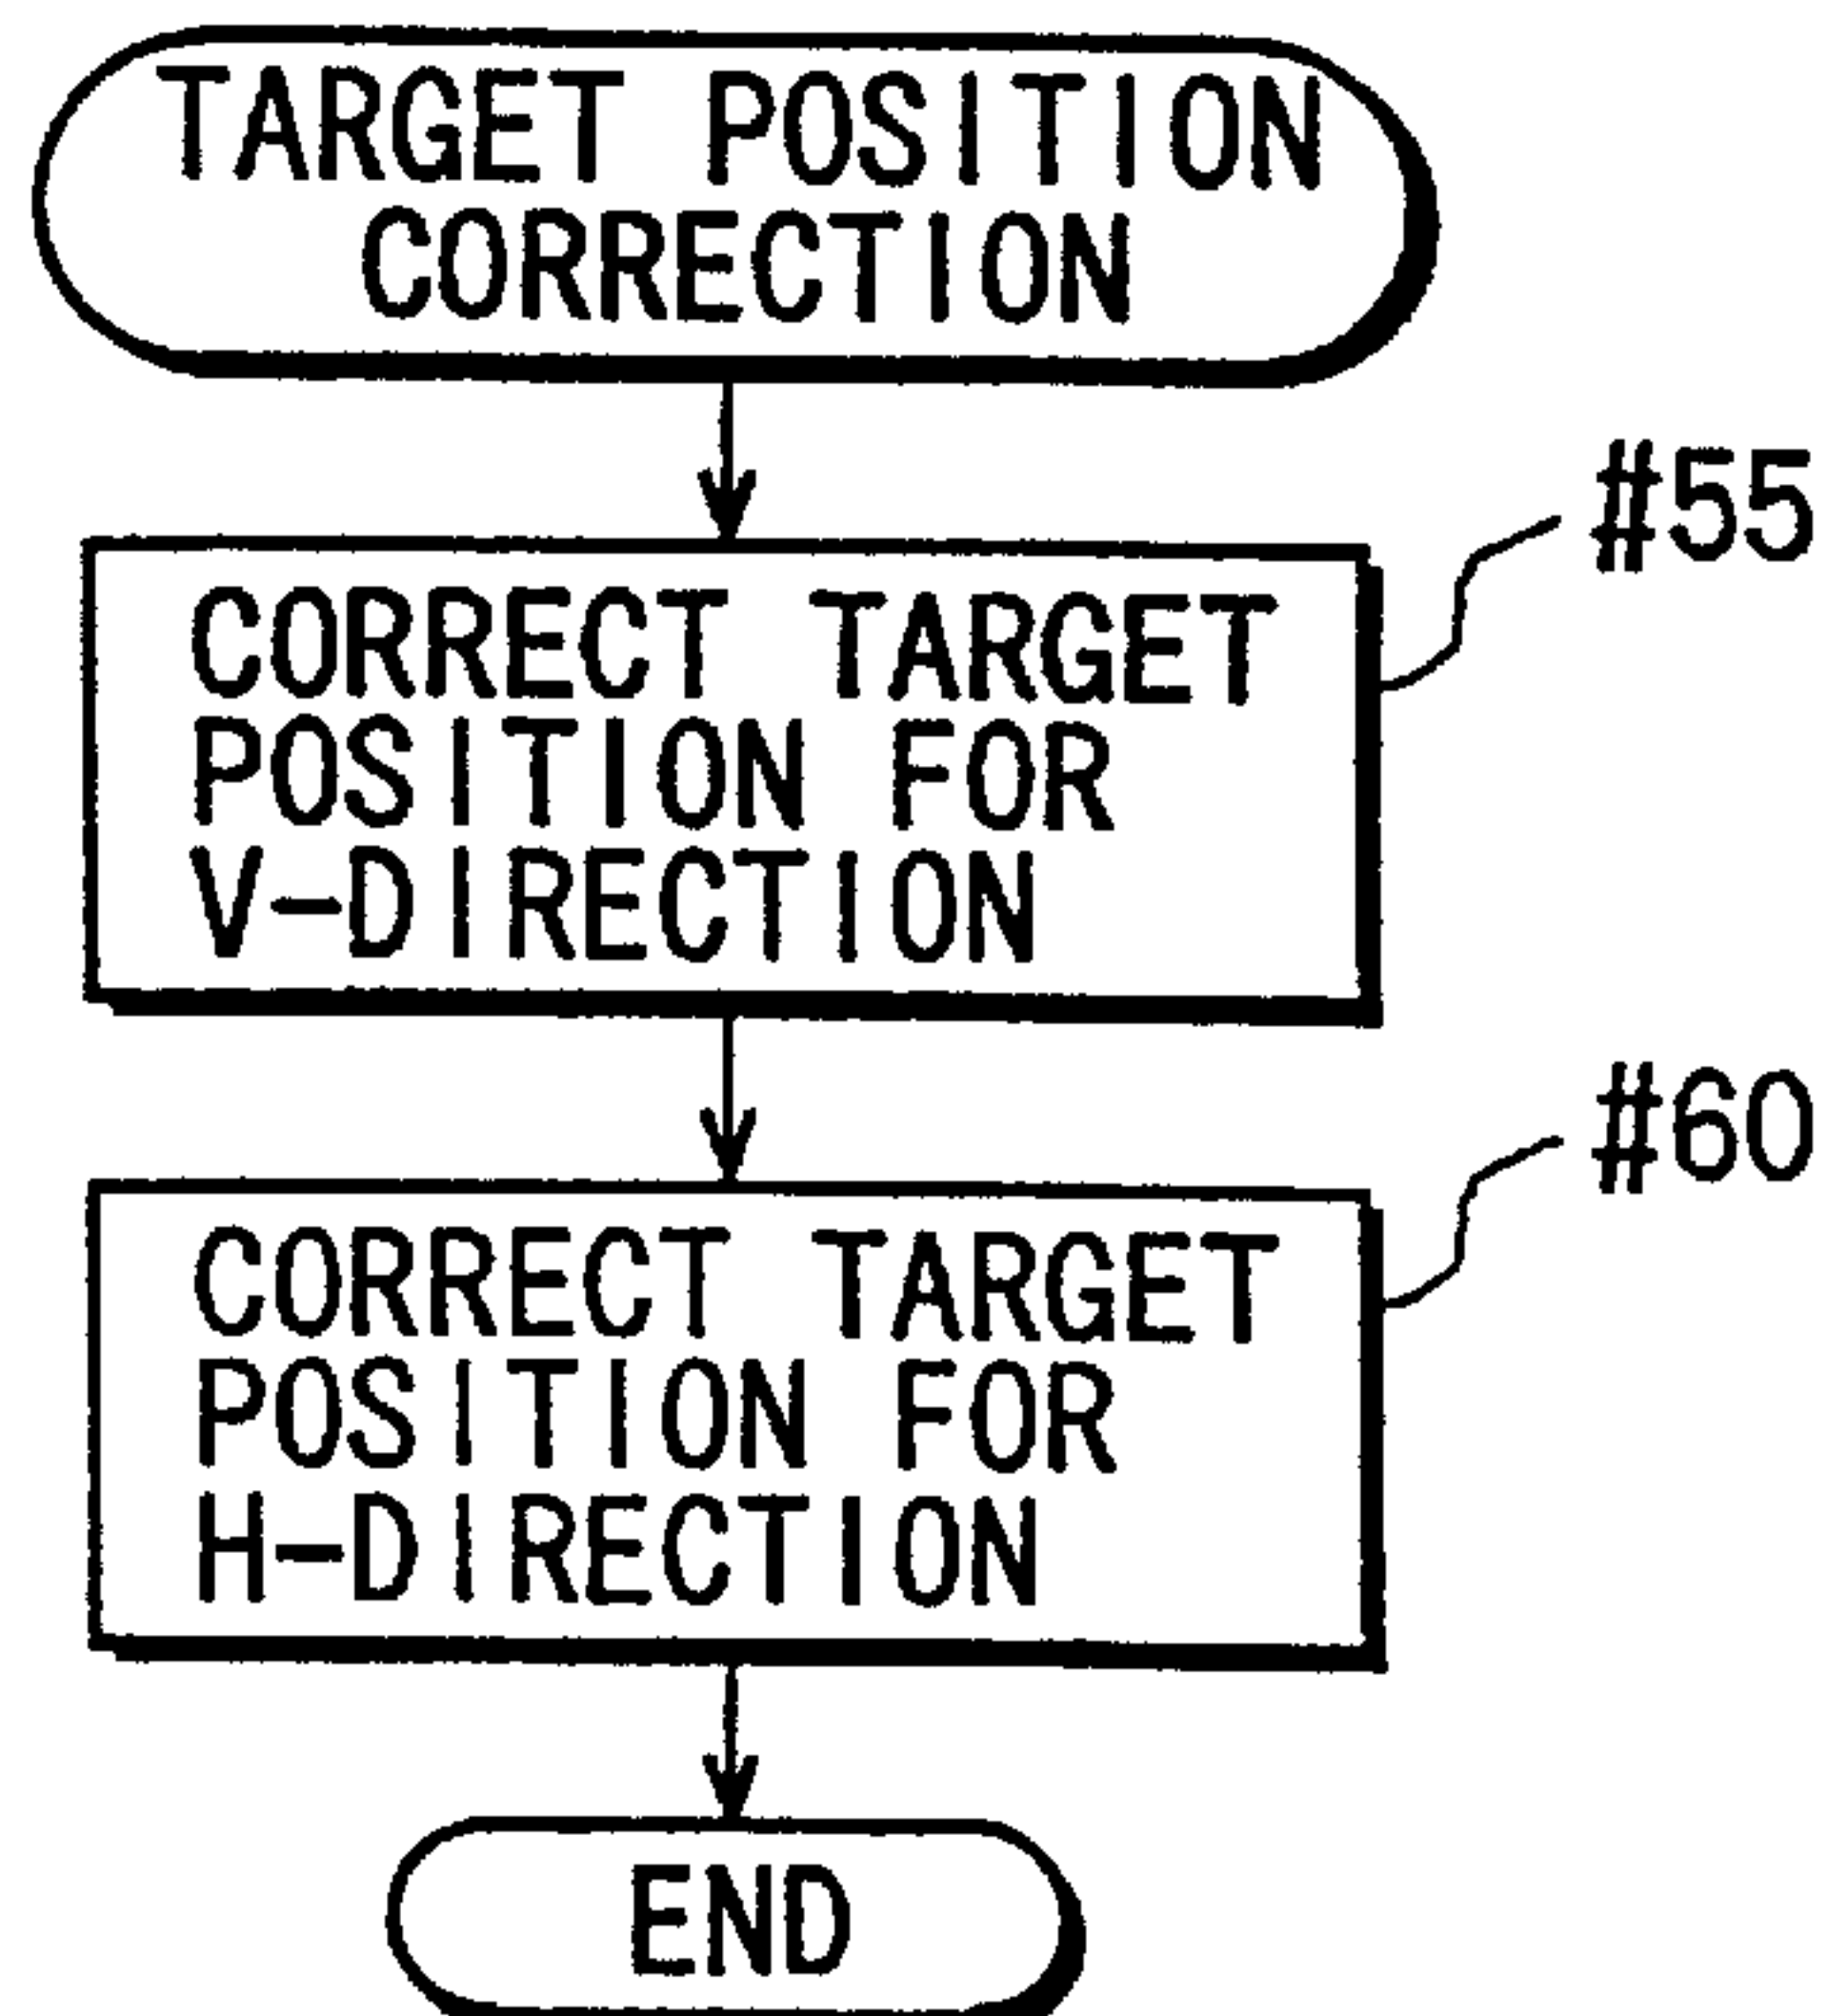 TARGET POSITION
CORRECTION
#55
CORRECT TARGET
POSITION FOR
V-DIRECTION
#60
CORRECT TARGET
POSITION FOR
H-DIRECTION
END